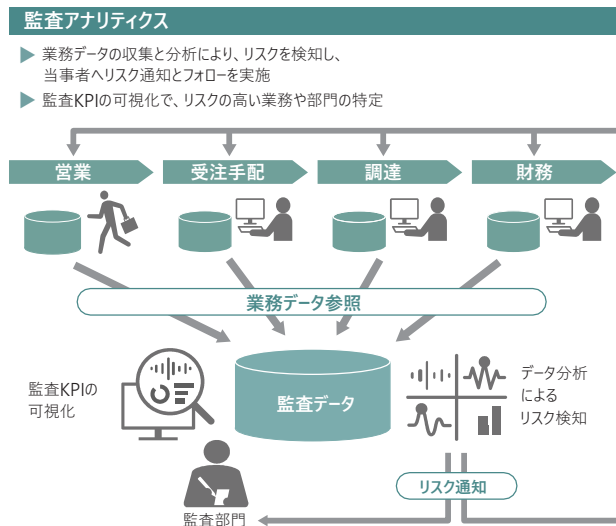 監査アナリティクス
業務データの収集と分析により、リスクを検知し、
当事者へリスク通知とフォローを実施
監査KPIの可視化で、リスクの高い業務や部門の特定
営業
受注手配
調達
財務
業務データ参照
監査KPIの
可視化
監査データ
データ分析
による
リスク検知
リスク通知
監査部門